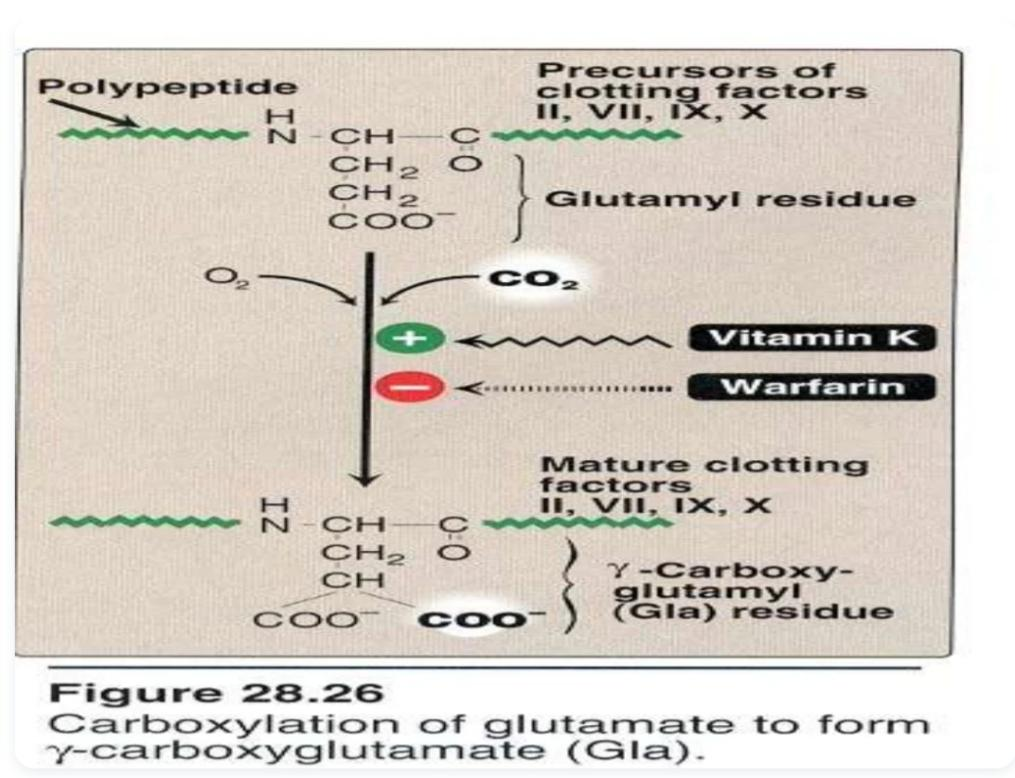 Polypeptide
Precursors of
clotting factors
II, VII, IX, X
H
N CH C
CH₂ O
CH₂
COO⁻
Glutamyl residue
O₂
CO₂
+
Vitamin K
−
Warfarin
Mature clotting
factors
II, VII, IX, X
H
N CH C
CH₂ O
CH
COO⁻ COO⁻
γ-Carboxy-
glutamyl
(Gla) residue
Figure 28.26
Carboxylation of glutamate to form
γ-carboxyglutamate (Gla).